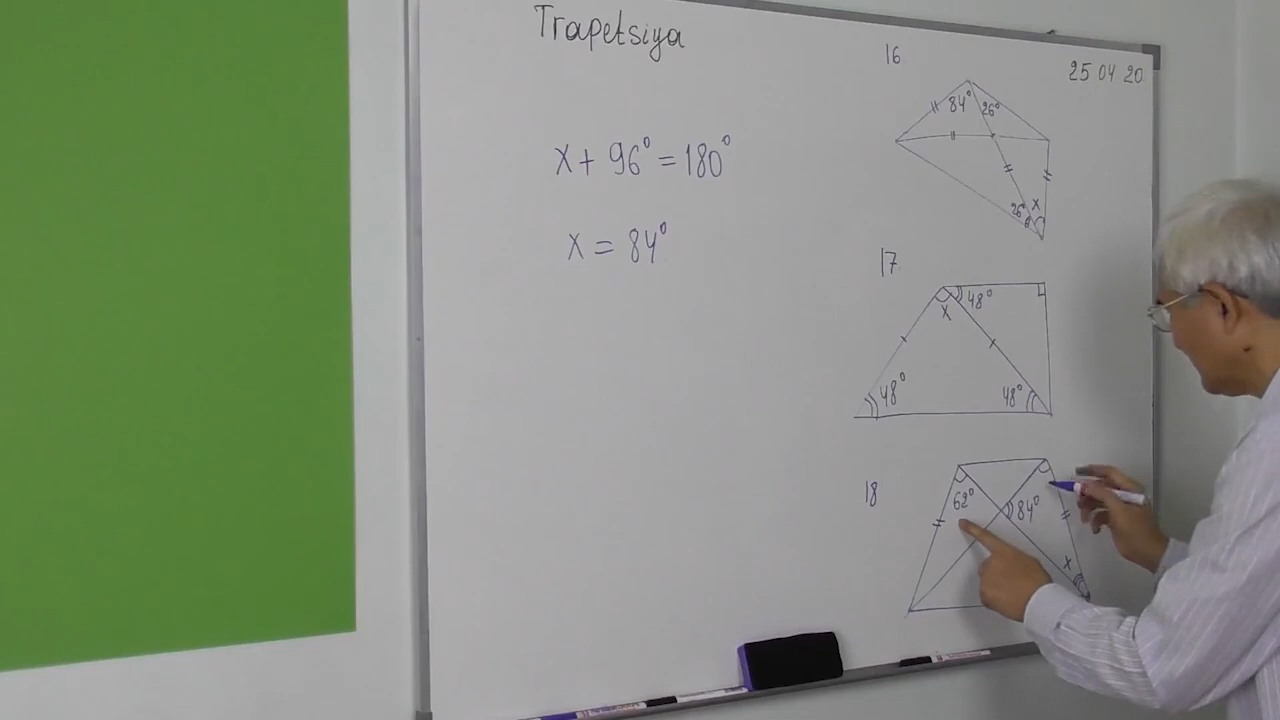 Trapetsiya
x + 96° = 180°
x = 84°
25 04 20
16
84°
26°
26°
x
17
48°
x
48°
48°
18
62°
84°
x